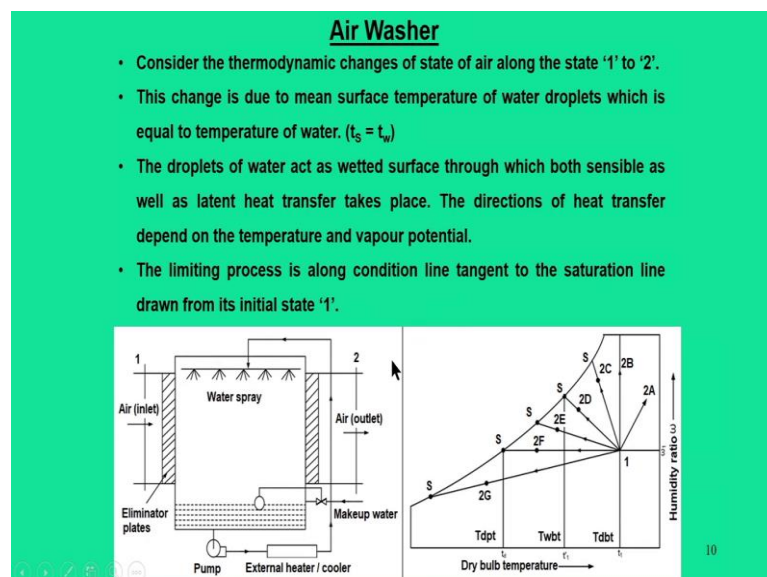 Air Washer
• Consider the thermodynamic changes of state of air along the state ‘1’ to ‘2’.
• This change is due to mean surface temperature of water droplets which is
equal to temperature of water. (tS = tw)
• The droplets of water act as wetted surface through which both sensible as
well as latent heat transfer takes place. The directions of heat transfer
depend on the temperature and vapour potential.
• The limiting process is along condition line tangent to the saturation line
drawn from its initial state ‘1’.
1
2
Water spray
Air (inlet)
Air (outlet)
Eliminator
plates
Makeup water
Pump
External heater / cooler
S
2C
2B
2A
S
2D
S
2E
S
2F
1
S
2G
Humidity ratio ω
Tdpt
Twbt
Tdbt
Dry bulb temperature
10